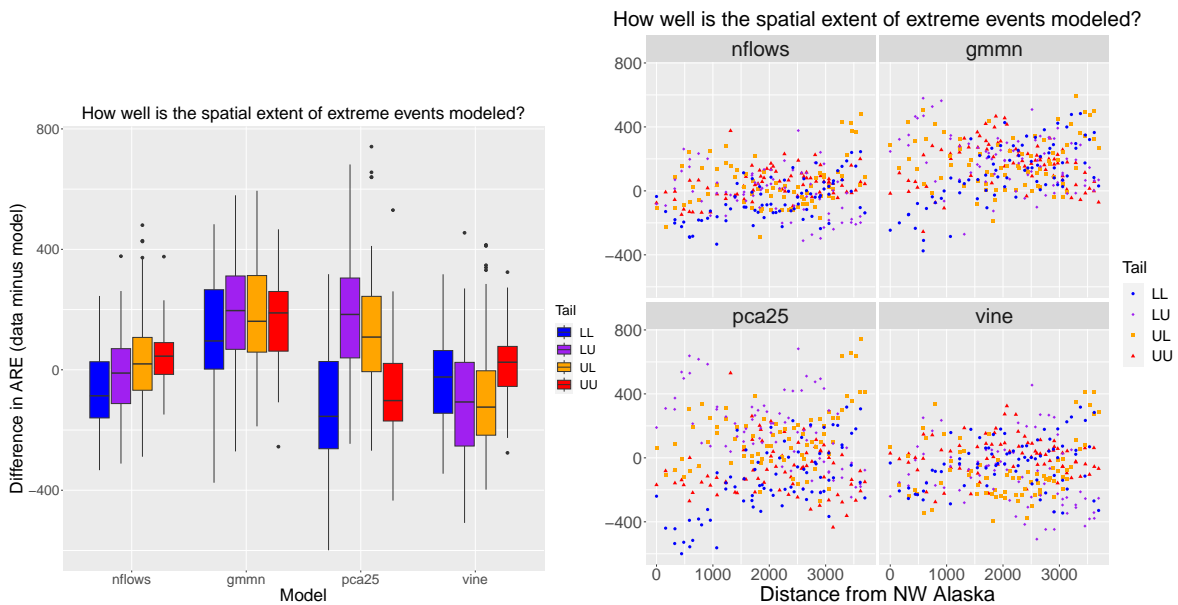 How well is the spatial extent of extreme events modeled?
Difference in ARE (data minus model)
800
400
0
−400
nflows gmmn pca25 vine
Model
Tail
LL
LU
UL
UU
How well is the spatial extent of extreme events modeled?
nflows gmmn
800
400
0
−400
pca25 vine
800
400
0
−400
0 1000 2000 3000 0 1000 2000 3000
Distance from NW Alaska
Tail
LL
LU
UL
UU